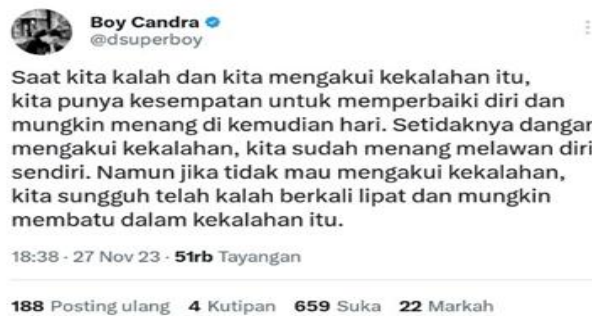 Boy Candra
@dsuperboy
Saat kita kalah dan kita mengakui kekalahan itu,
kita punya kesempatan untuk memperbaiki diri dan
mungkin menang di kemudian hari. Setidaknya dangan
mengakui kekalahan, kita sudah menang melawan diri
sendiri. Namun jika tidak mau mengakui kekalahan,
kita sungguh telah kalah berkali lipat dan mungkin
membatu dalam kekalahan itu.
18:38 · 27 Nov 23 · 51rb Tayangan
188 Posting ulang 4 Kutipan 659 Suka 22 Markah